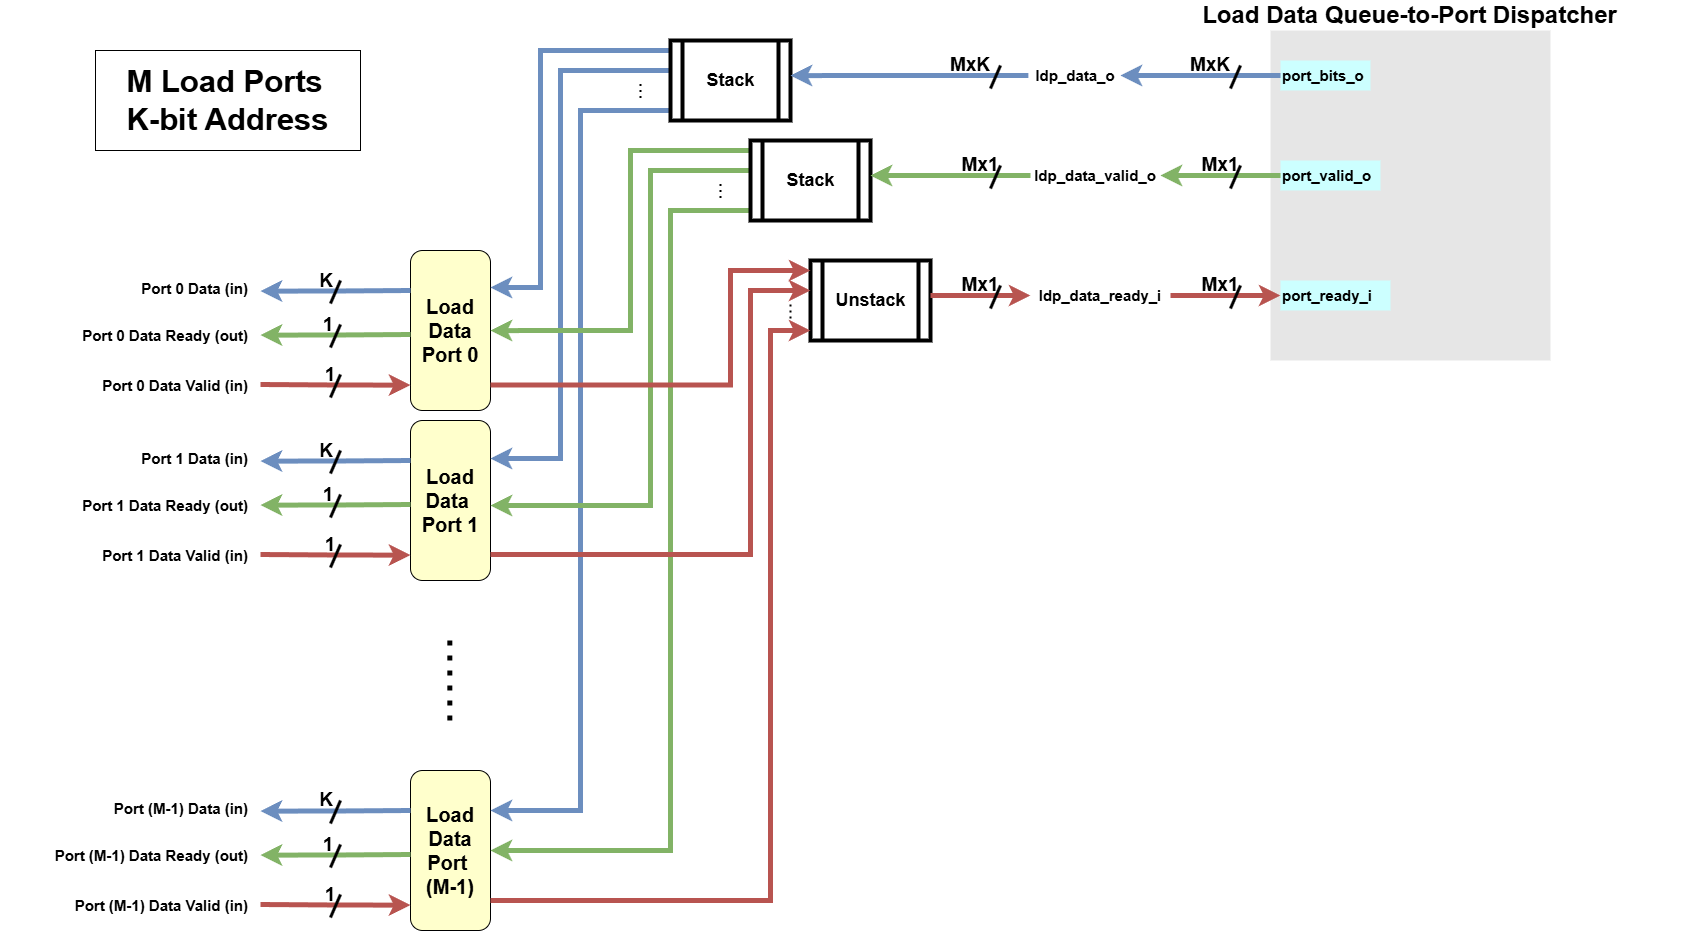 Load Data Queue-to-Port Dispatcher
M Load Ports
K-bit Address
Stack
MxK
ldp_data_o
MxK
port_bits_o
Stack
Mx1
ldp_data_valid_o
Mx1
port_valid_o
Unstack
Mx1
ldp_data_ready_i
Mx1
port_ready_i
Port 0 Data (in)
K
Port 0 Data Ready (out)
1
Port 0 Data Valid (in)
1
Load
Data
Port 0
Port 1 Data (in)
K
Port 1 Data Ready (out)
1
Port 1 Data Valid (in)
1
Load
Data
Port 1
Port (M-1) Data (in)
K
Port (M-1) Data Ready (out)
1
Port (M-1) Data Valid (in)
1
Load
Data
Port
(M-1)